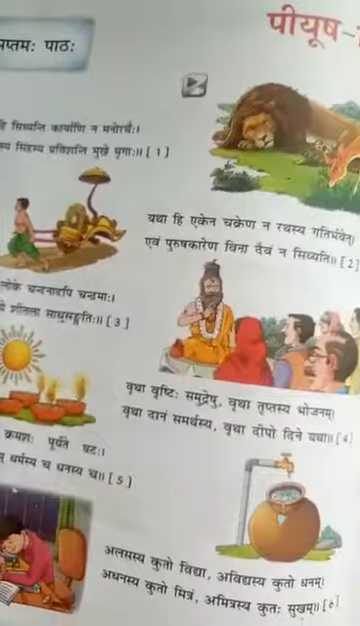 पीयूष-
प्तमः पाठः
हि सिध्यन्ति कार्याणि न मनोरथैः।
स्य सिंहस्य प्रविशन्ति मुखे मृगाः॥ [ 1 ]
यथा हि एकेन चक्रेण न रथस्य गतिर्भवेत्।
एवं पुरुषकारेण विना दैवं न सिध्यति॥ [ 2 ]
लोके चन्दनादपि चन्द्रमाः।
शीतला साधुसङ्गतिः॥ [ 3 ]
वृथा वृष्टिः समुद्रेषु, वृथा तृप्तस्य भोजनम्।
वृथा दानं समर्थस्य, वृथा दीपो दिने यथा॥ [ 4 ]
क्रमशः पूर्यते घटः।
धर्मस्य च धनस्य च॥ [ 5 ]
अलसस्य कुतो विद्या, अविद्यस्य कुतो धनम्।
अधनस्य कुतो मित्रं, अमित्रस्य कुतः सुखम्॥ [ 6 ]